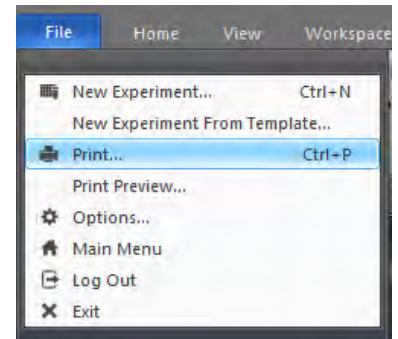 File Home View Workspace
New Experiment... Ctrl+N
New Experiment From Template...
Print... Ctrl+P
Print Preview...
Options...
Main Menu
Log Out
Exit